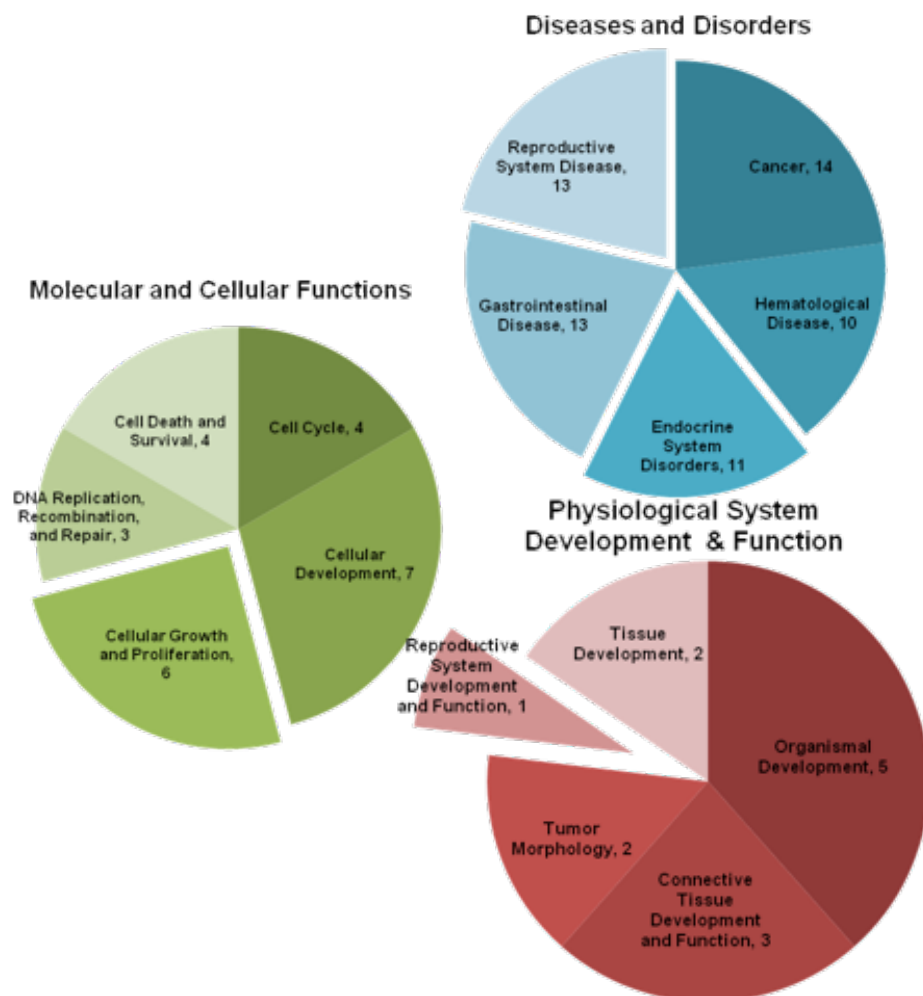 Diseases and Disorders
Reproductive
System Disease,
13
Cancer, 14
Gastrointestinal
Disease, 13
Hematological
Disease, 10
Endocrine
System
Disorders, 11
Molecular and Cellular Functions
Cell Death and
Survival, 4
Cell Cycle, 4
DNA Replication,
Recombination,
and Repair, 3
Cellular
Development, 7
Cellular Growth
and Proliferation,
6
Physiological System
Development & Function
Tissue
Development, 2
Reproductive
System
Development
and Function, 1
Organismal
Development, 5
Tumor
Morphology, 2
Connective
Tissue
Development
and Function, 3